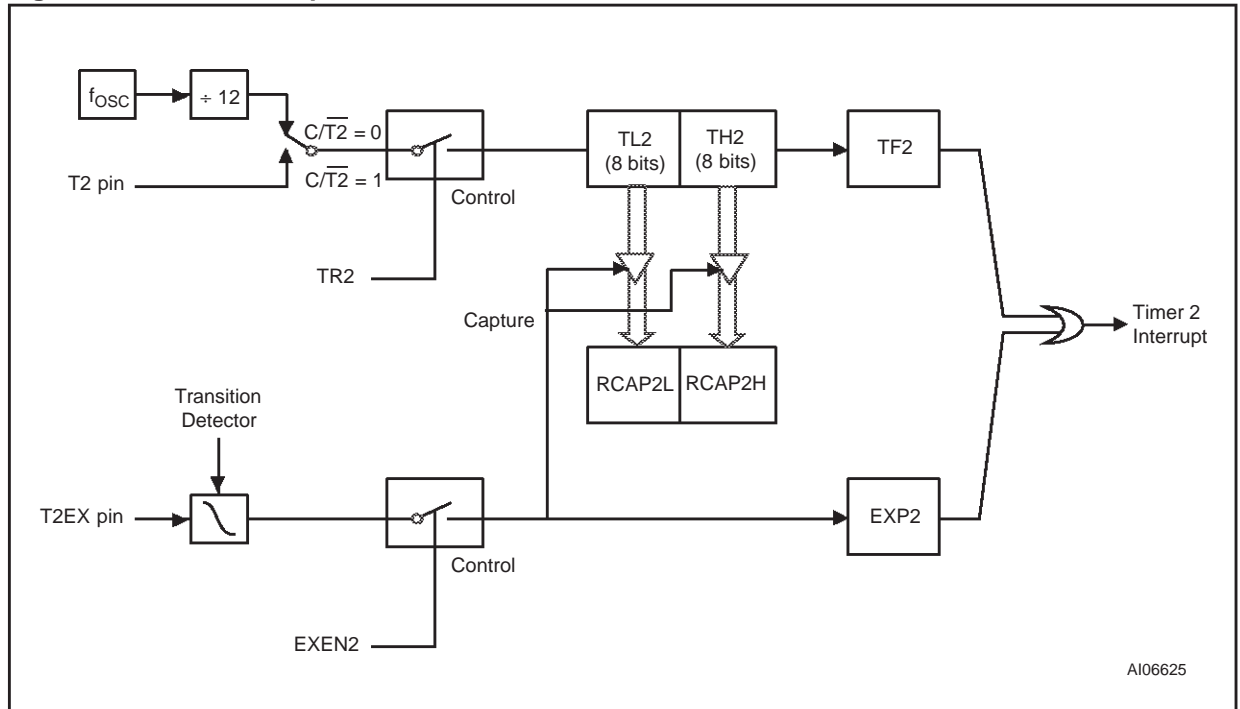 fOSC
÷ 12
C/T2 = 0
T2 pin
C/T2 = 1
Control
TR2
TL2
(8 bits)
TH2
(8 bits)
TF2
Capture
RCAP2L
RCAP2H
Timer 2
Interrupt
Transition
Detector
T2EX pin
Control
EXEN2
EXP2
AI06625